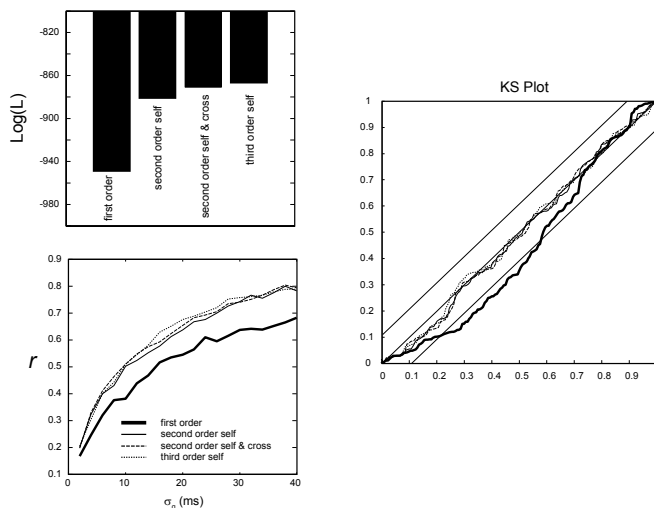 -820
-860
-900
-940
-980
Log(L)
first order
second order self
second order self & cross
third order self
KS Plot
1
0.9
0.8
0.7
0.6
0.5
0.4
0.3
0.2
0.1
0
0 0.1 0.2 0.3 0.4 0.5 0.6 0.7 0.8 0.9
0.9
0.8
0.7
0.6
0.5
0.4
0.3
0.2
0.1
r
first order
second order self
second order self & cross
third order self
0 10 20 30 40
(ms)